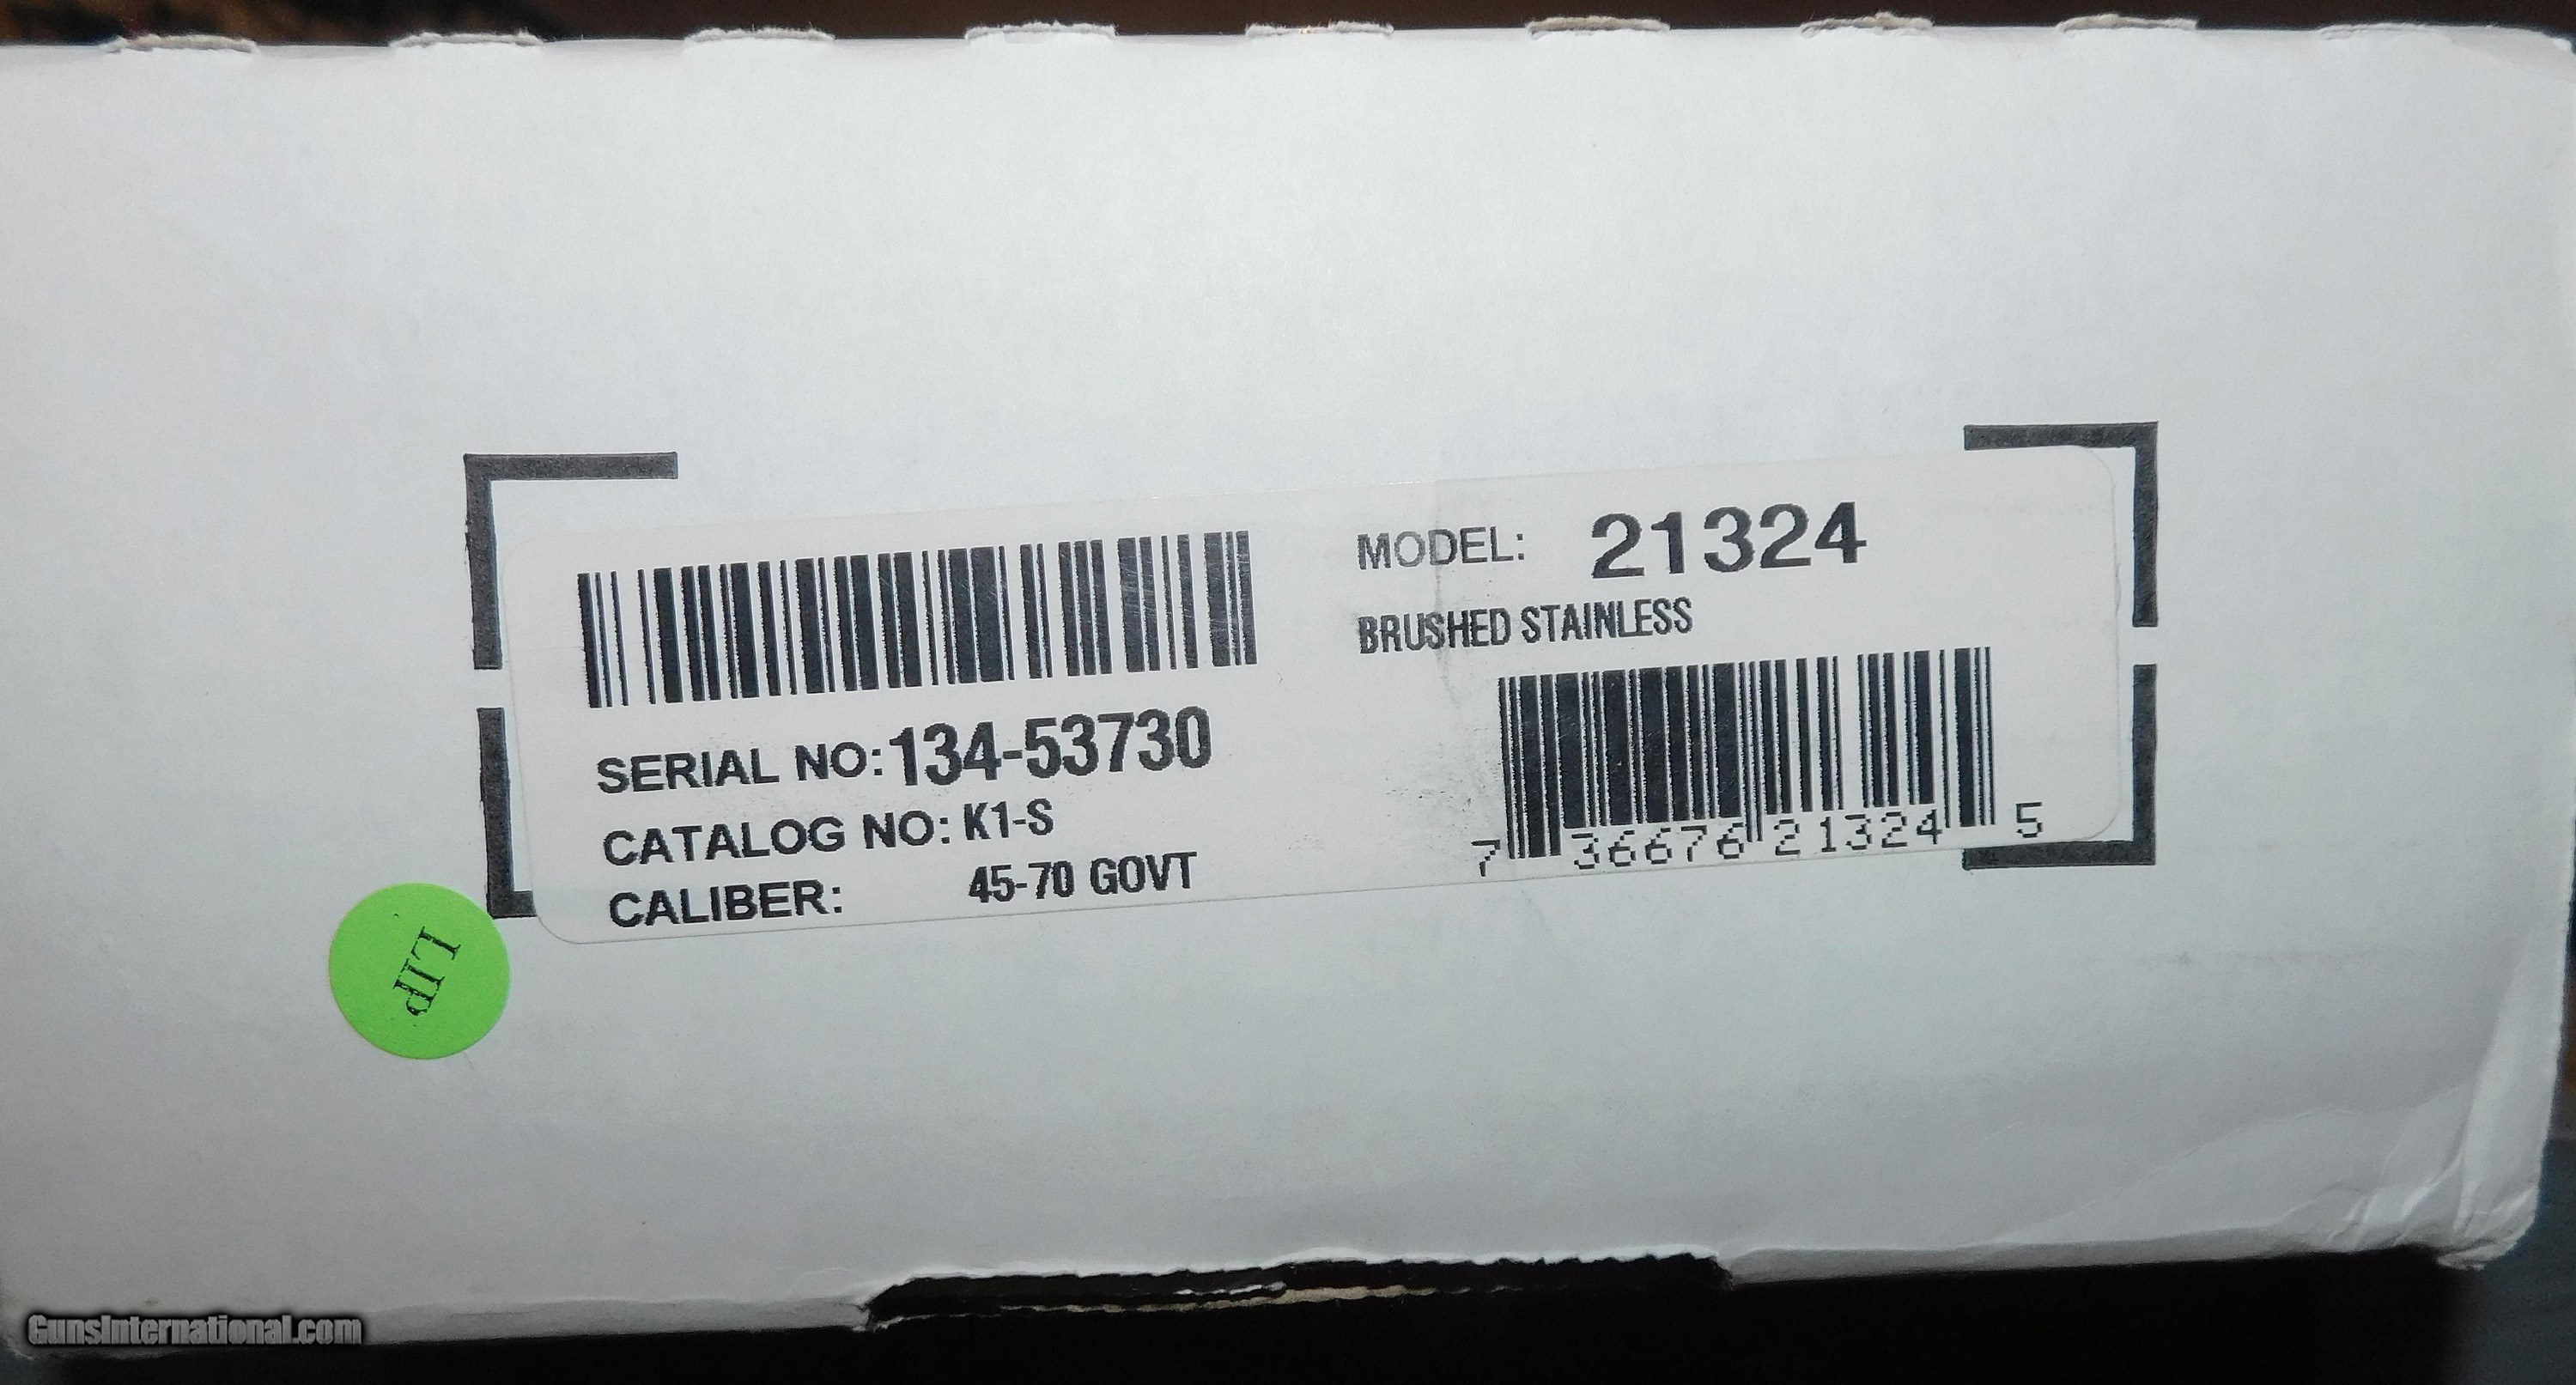 MODEL: 21324
BRUSHED STAINLESS
SERIAL NO: 134-53730
CATALOG NO: K1-S
CALIBER: 45-70 GOVT
7 36676 21324 5
LIP
GunsInternational.com